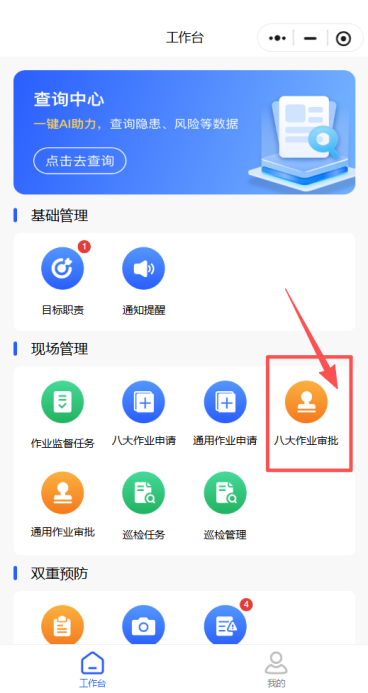 工作台
查询中心
一键AI助力，查询隐患、风险等数据
点击去查询
基础管理
1
目标职责
通知提醒
现场管理
作业监督任务
八大作业申请
通用作业申请
八大作业审批
通用作业审批
巡检任务
巡检管理
双重预防
4
工作台
我的